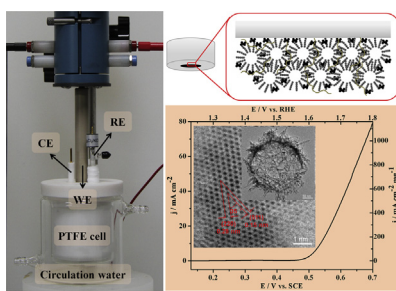 RE
CE
WE
PTFE cell
Circulation water
E / V vs. RHE
1.3 1.4 1.5 1.6 1.7 1.8
80
60
40
20
0
j / mA cm-2
1000
800
600
400
200
0
1 nm
0.2 0.3 0.4 0.5 0.6 0.7
E / V vs. SCE